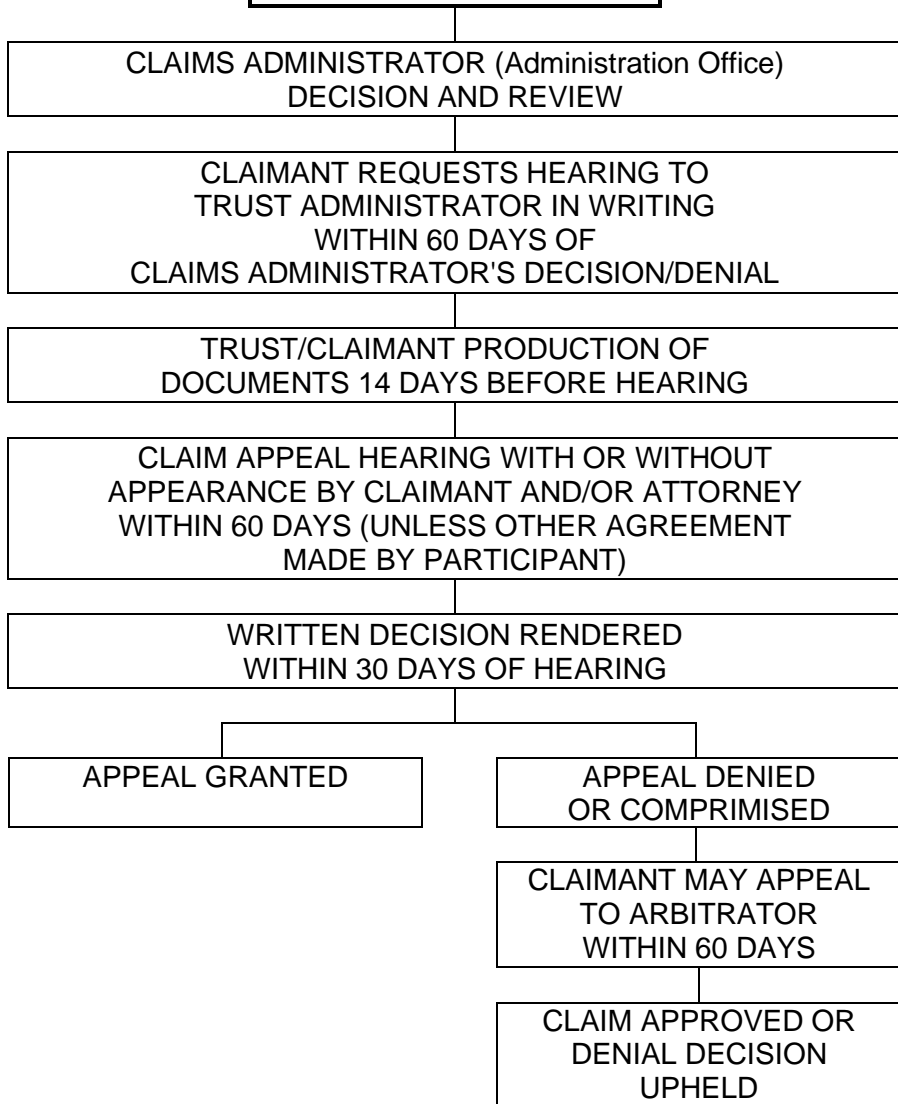 CLAIMS ADMINISTRATOR (Administration Office)
DECISION AND REVIEW
CLAIMANT REQUESTS HEARING TO
TRUST ADMINISTRATOR IN WRITING
WITHIN 60 DAYS OF
CLAIMS ADMINISTRATOR'S DECISION/DENIAL
TRUST/CLAIMANT PRODUCTION OF
DOCUMENTS 14 DAYS BEFORE HEARING
CLAIM APPEAL HEARING WITH OR WITHOUT
APPEARANCE BY CLAIMANT AND/OR ATTORNEY
WITHIN 60 DAYS (UNLESS OTHER AGREEMENT
MADE BY PARTICIPANT)
WRITTEN DECISION RENDERED
WITHIN 30 DAYS OF HEARING
APPEAL GRANTED
APPEAL DENIED
OR COMPRIMISED
CLAIMANT MAY APPEAL
TO ARBITRATOR
WITHIN 60 DAYS
CLAIM APPROVED OR
DENIAL DECISION
UPHELD